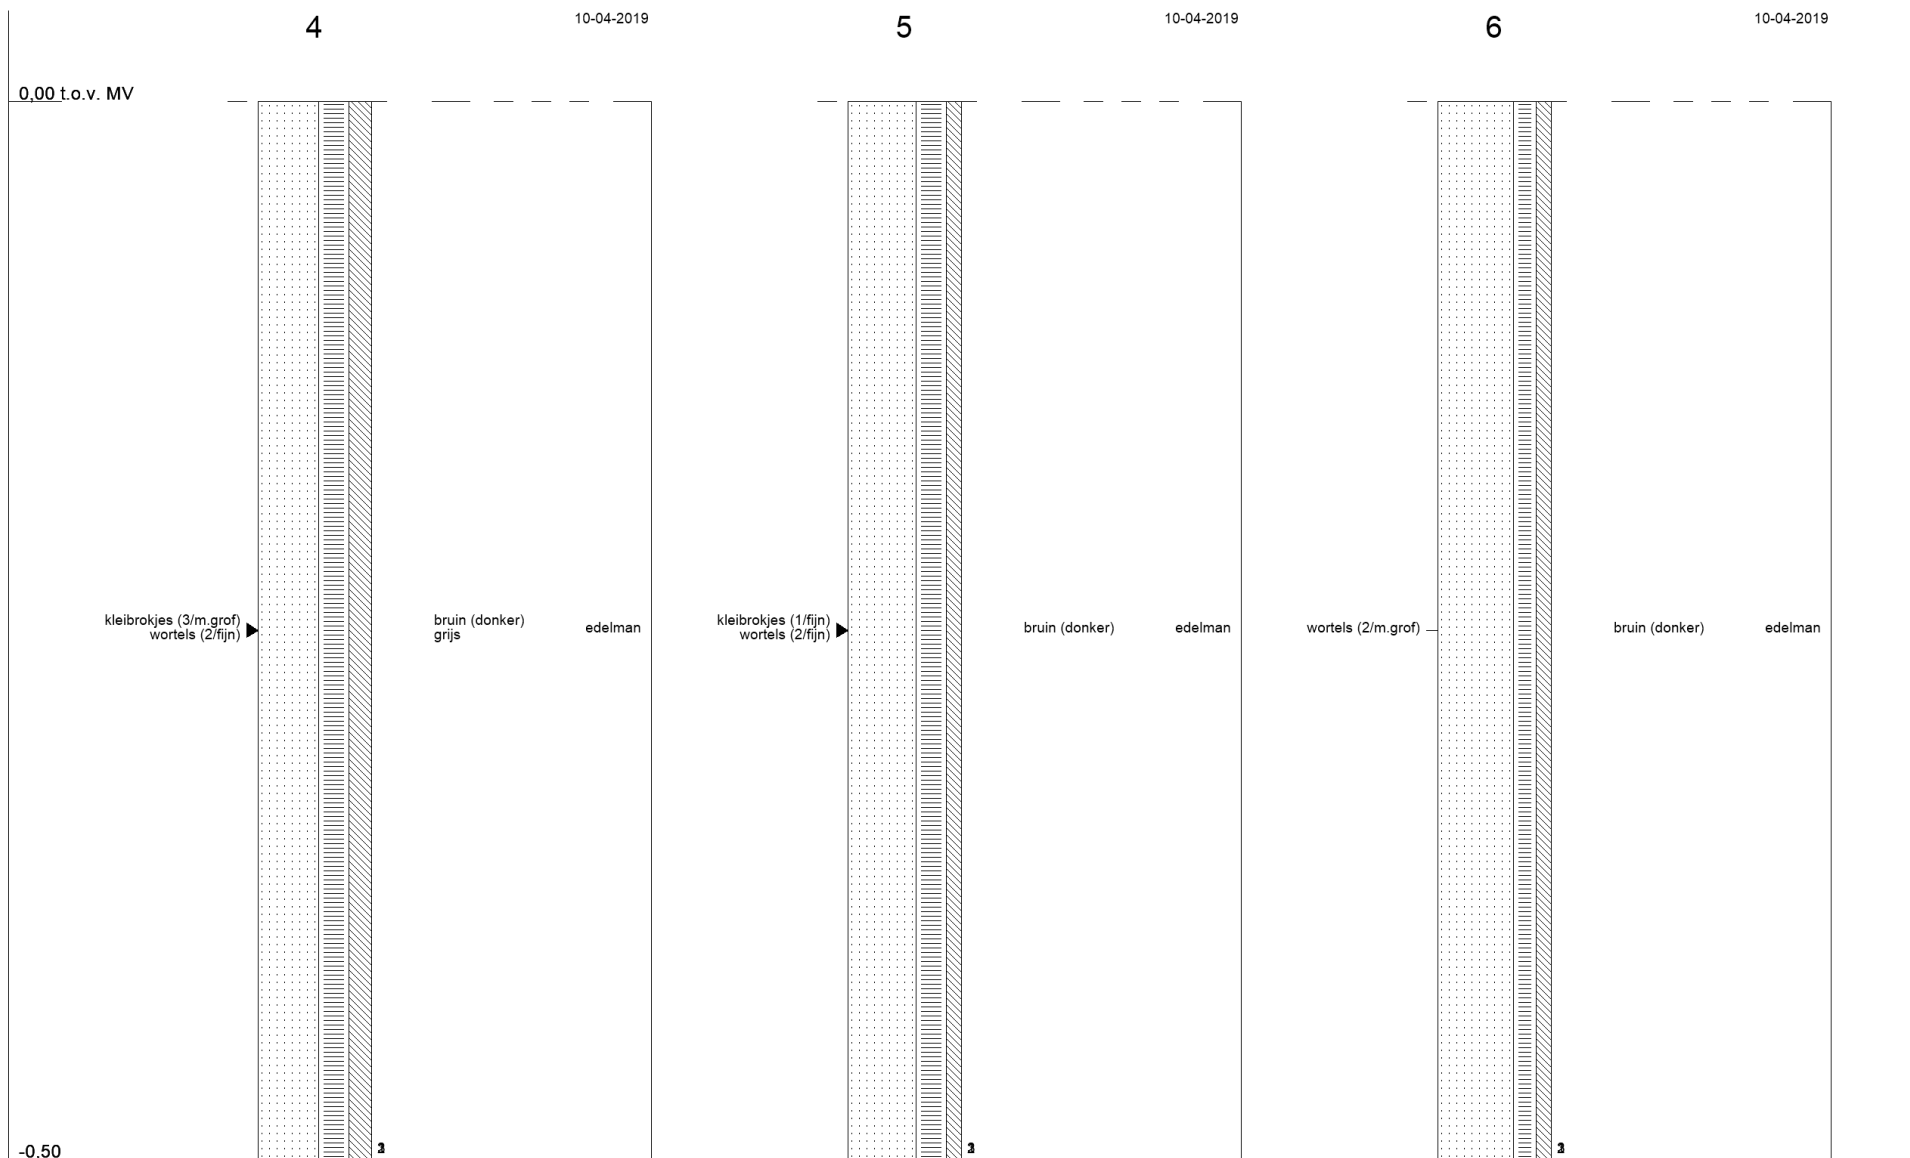 4
10-04-2019
5
10-04-2019
6
10-04-2019
0,00 t.o.v. MV
kleibrokjes (3/m.grof)
wortels (2/fijn)
bruin (donker)
grijs
edelman
kleibrokjes (1/fijn)
wortels (2/fijn)
bruin (donker)
edelman
wortels (2/m.grof)
bruin (donker)
edelman
-0,50